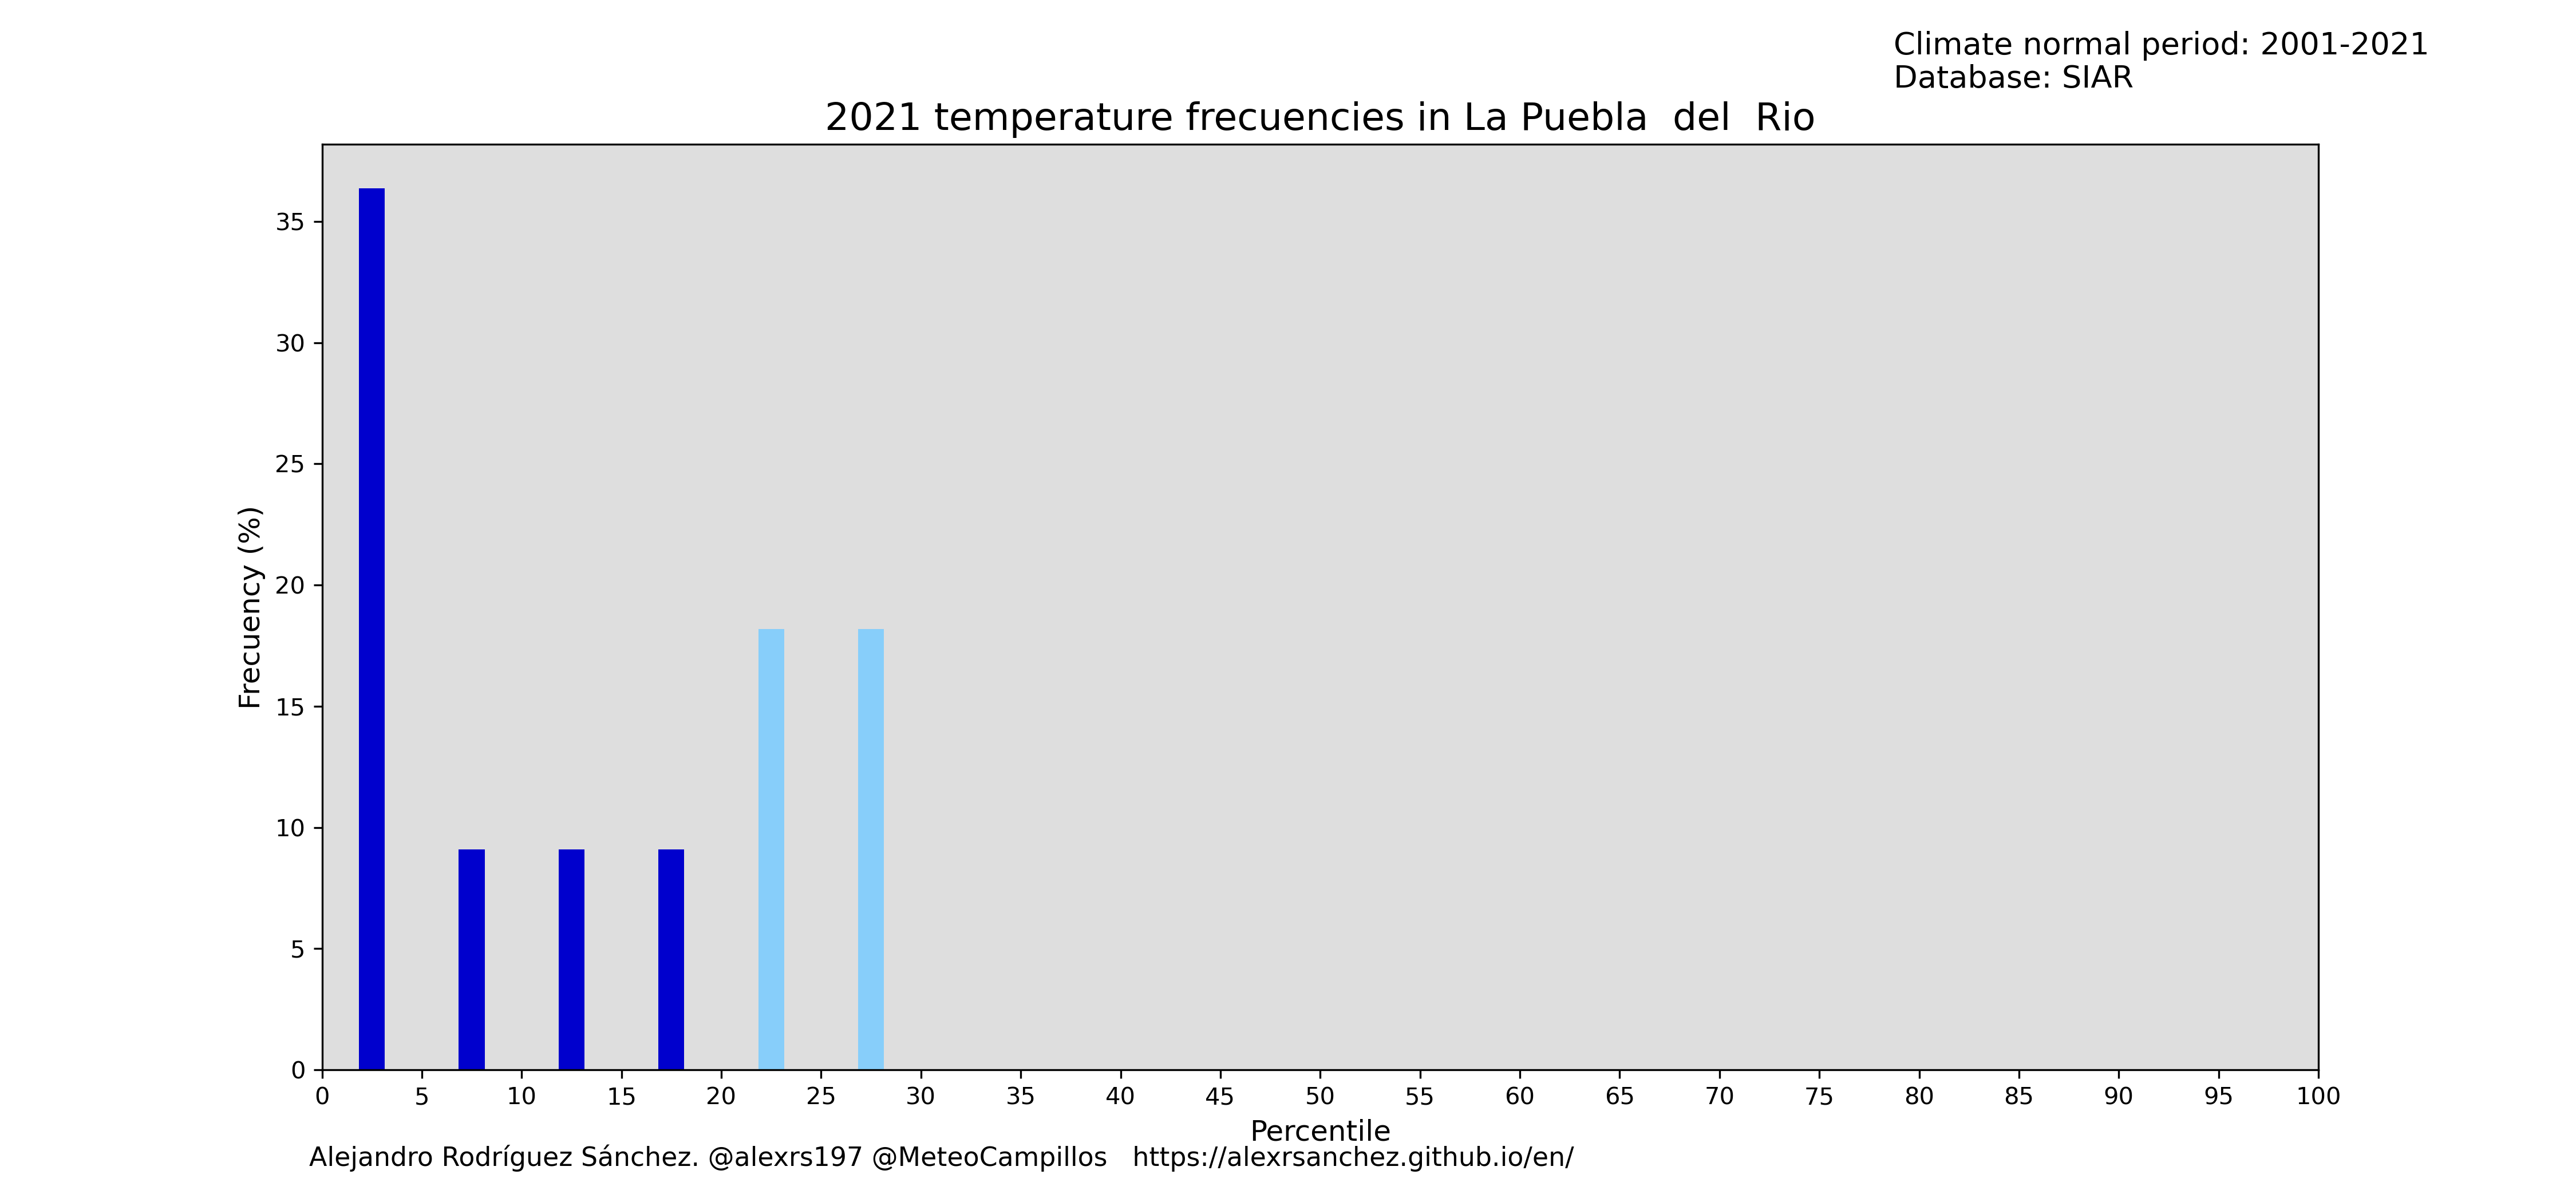 Climate normal period: 2001-2021
Database: SIAR
2021 temperature frecuencies in La Puebla  del  Rio
Frecuency (%)
35
30
25
20
15
10
5
0
0 5 10 15 20 25 30 35 40 45 50 55 60 65 70 75 80 85 90 95 100
Percentile
Alejandro Rodríguez Sánchez. @alexrs197 @MeteoCampillos   https://alexrsanchez.github.io/en/